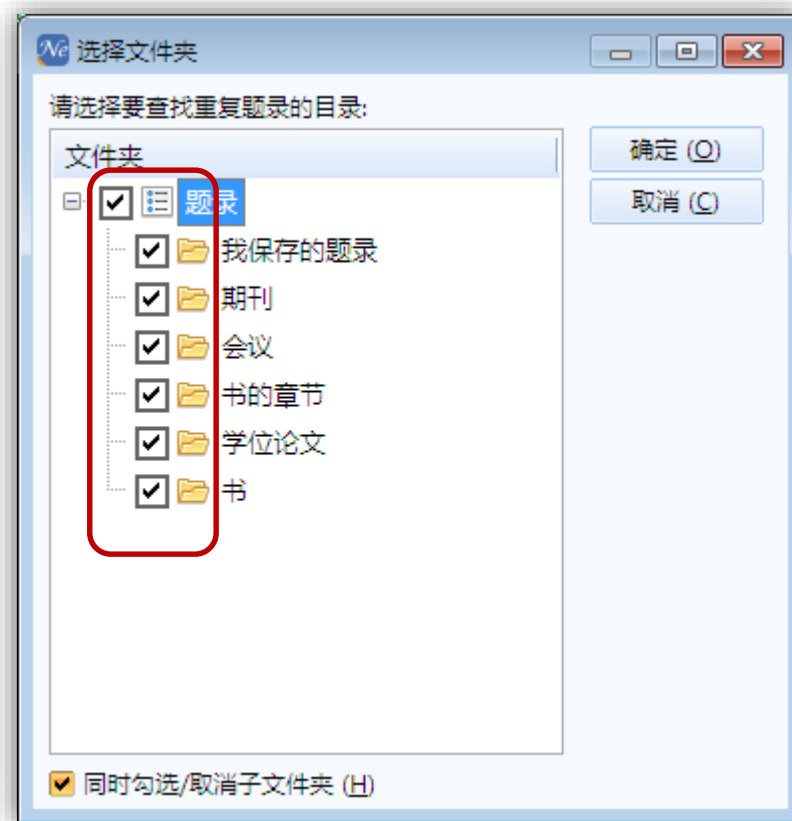 Ne 选择文件夹
请选择要查找重复题录的目录:
文件夹
确定 (O)
取消 (C)
题录
我保存的题录
期刊
会议
书的章节
学位论文
书
同时勾选/取消子文件夹 (H)